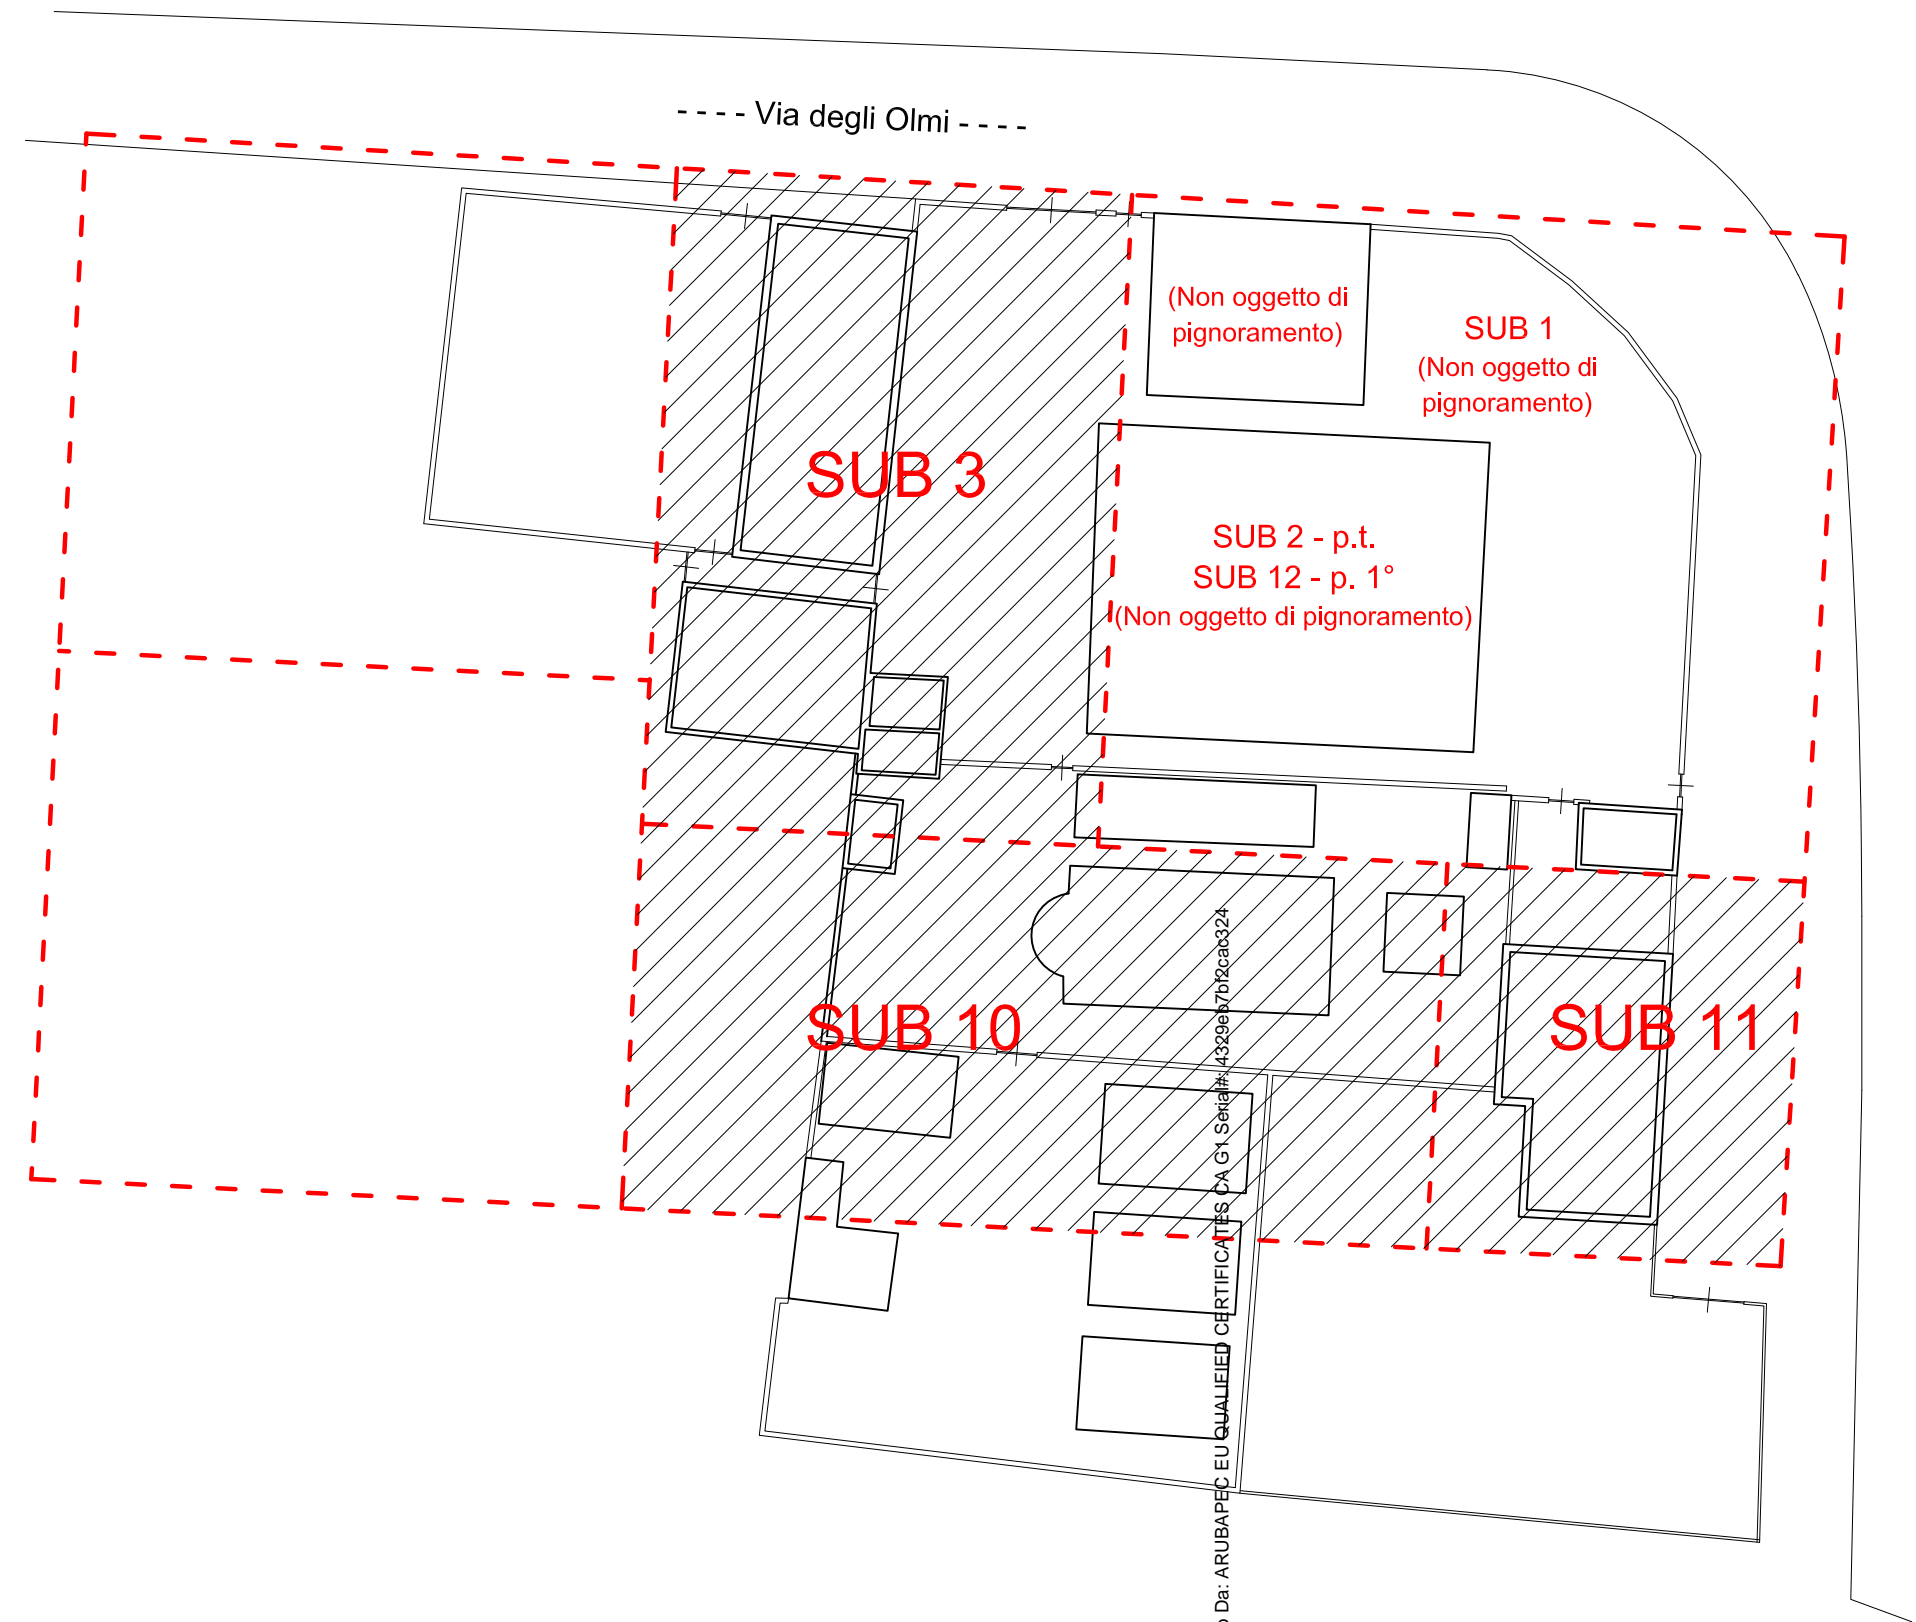 - - - - Via degli Olmi - - - -
(Non oggetto di
pignoramento)
SUB 1
(Non oggetto di
pignoramento)
SUB 3
SUB 2 - p.t.
SUB 12 - p. 1°
(Non oggetto di pignoramento)
SUB 10
SUB 11
o Da: ARUBAPEC EU QUALIFIED CERTIFICATES CA G1 Serial#: 4329eb7bf2cac324